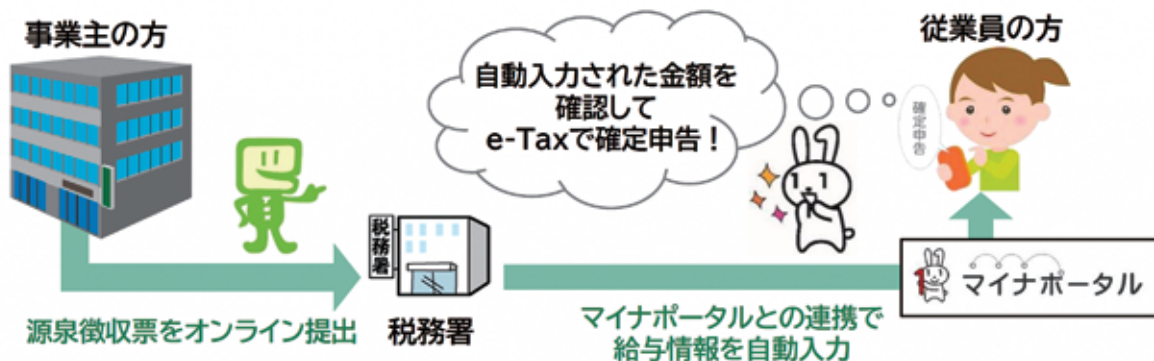 事業主の方
従業員の方
自動入力された金額を
確認して
e-Taxで確定申告！
確定申告
税務署
マイナポータル
源泉徴収票をオンライン提出
税務署
マイナポータルとの連携で
給与情報を自動入力